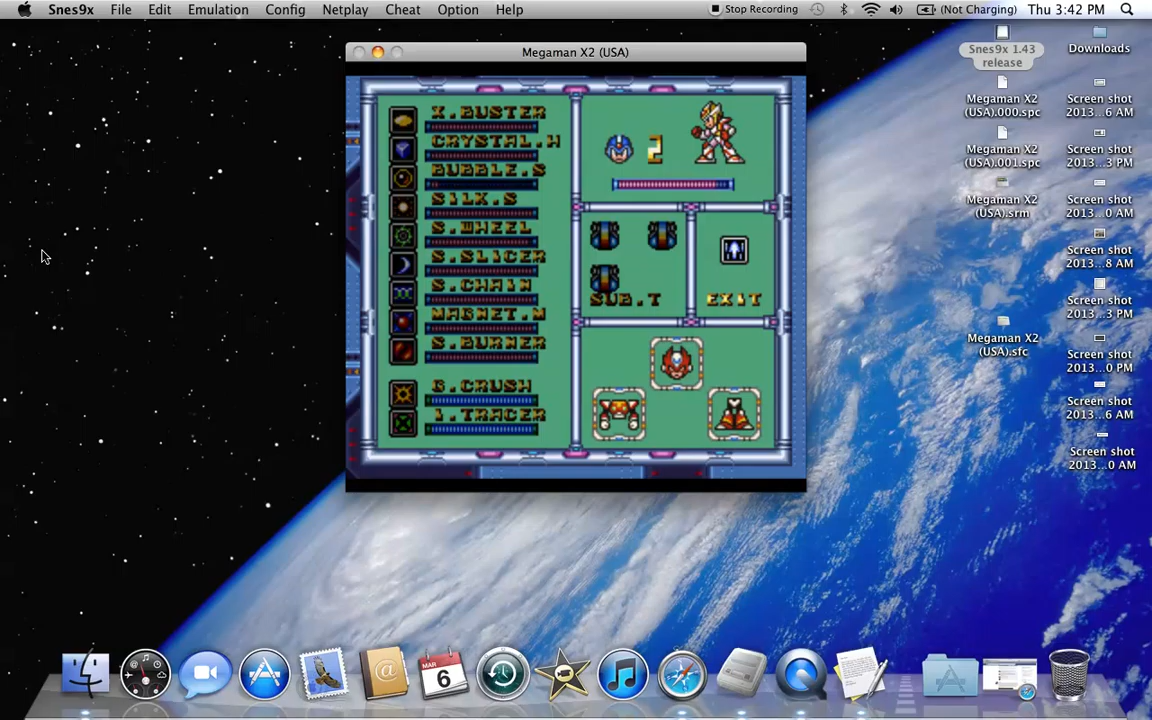 Snes9x File Edit Emulation Config Netplay Cheat Option Help Stop Recording (Not Charging) Thu 3:42 PM
Megaman X2 (USA)
X.BUSTER
CRYSTAL.H
BUBBLE.S
SILK.S
S.WHEEL
S.SLICER
S.CHAIN
MAGNET.M
S.BURNER
G.CRUSH
I.TRACER
2
SUB.T
EXIT
Snes9x 1.43
release
Megaman X2
(USA).000.spc
Megaman X2
(USA).001.spc
Megaman X2
(USA).srm
Megaman X2
(USA).sfc
Downloads
Screen shot
2013...6 AM
Screen shot
2013...3 PM
Screen shot
2013...0 AM
Screen shot
2013...8 AM
Screen shot
2013...3 PM
Screen shot
2013...0 PM
Screen shot
2013...6 AM
Screen shot
2013...0 AM
MAR
6